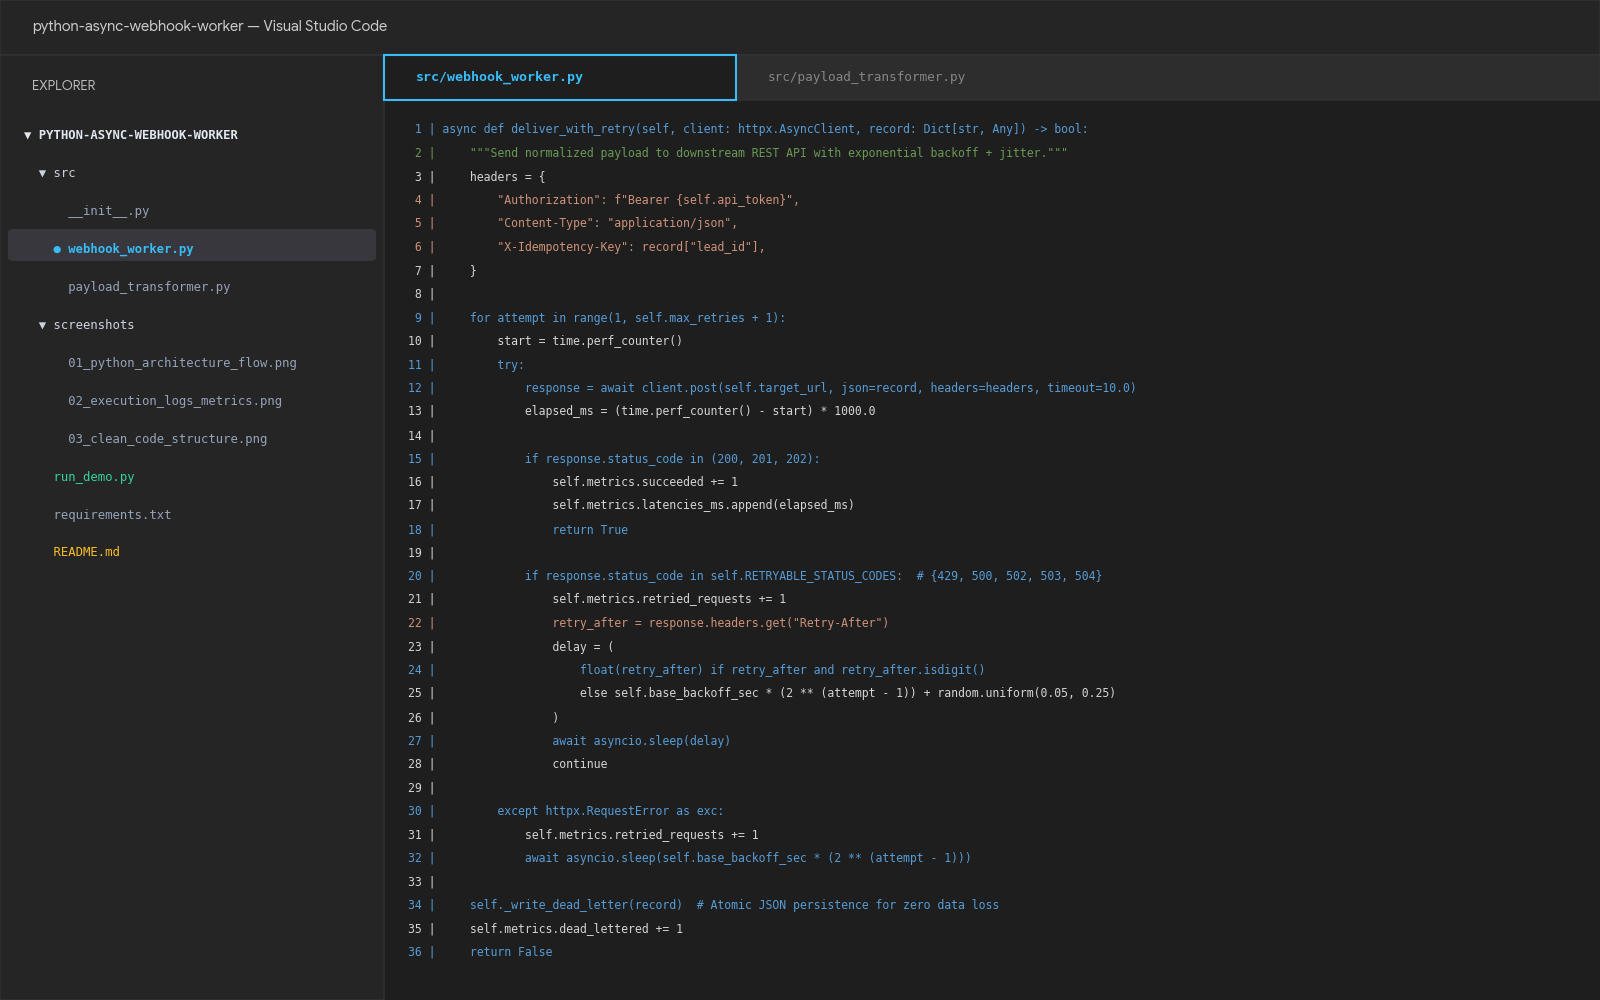 python-async-webhook-worker — Visual Studio Code
EXPLORER
▼ PYTHON-ASYNC-WEBHOOK-WORKER
▼ src
__init__.py
● webhook_worker.py
payload_transformer.py
▼ screenshots
01_python_architecture_flow.png
02_execution_logs_metrics.png
03_clean_code_structure.png
run_demo.py
requirements.txt
README.md
src/webhook_worker.py
src/payload_transformer.py
1 | async def deliver_with_retry(self, client: httpx.AsyncClient, record: Dict[str, Any]) -> bool:
2 |     """Send normalized payload to downstream REST API with exponential backoff + jitter."""
3 |     headers = {
4 |         "Authorization": f"Bearer {self.api_token}",
5 |         "Content-Type": "application/json",
6 |         "X-Idempotency-Key": record["lead_id"],
7 |     }
8 |
9 |     for attempt in range(1, self.max_retries + 1):
10 |         start = time.perf_counter()
11 |         try:
12 |             response = await client.post(self.target_url, json=record, headers=headers, timeout=10.0)
13 |             elapsed_ms = (time.perf_counter() - start) * 1000.0
14 |
15 |             if response.status_code in (200, 201, 202):
16 |                 self.metrics.succeeded += 1
17 |                 self.metrics.latencies_ms.append(elapsed_ms)
18 |                 return True
19 |
20 |             if response.status_code in self.RETRYABLE_STATUS_CODES:  # {429, 500, 502, 503, 504}
21 |                 self.metrics.retried_requests += 1
22 |                 retry_after = response.headers.get("Retry-After")
23 |                 delay = (
24 |                     float(retry_after) if retry_after and retry_after.isdigit()
25 |                     else self.base_backoff_sec * (2 ** (attempt - 1)) + random.uniform(0.05, 0.25)
26 |                 )
27 |                 await asyncio.sleep(delay)
28 |                 continue
29 |
30 |         except httpx.RequestError as exc:
31 |             self.metrics.retried_requests += 1
32 |             await asyncio.sleep(self.base_backoff_sec * (2 ** (attempt - 1)))
33 |
34 |     self._write_dead_letter(record)  # Atomic JSON persistence for zero data loss
35 |     self.metrics.dead_lettered += 1
36 |     return False